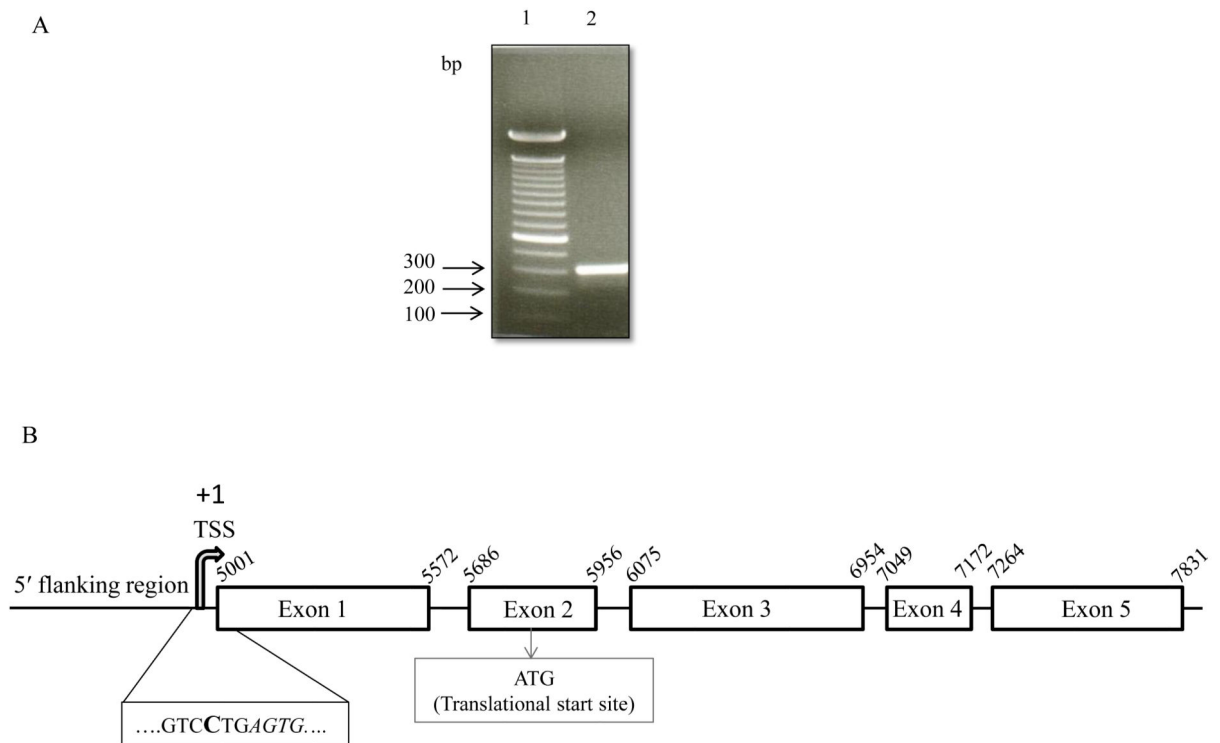 A
1 2
bp
300
200
100
B
+1
TSS
5′ flanking region
5001 5572 5686 5956 6075 6954 7049 7172 7264 7831
Exon 1 Exon 2 Exon 3 Exon 4 Exon 5
ATG
(Translational start site)
....GTCCTGAGTG....